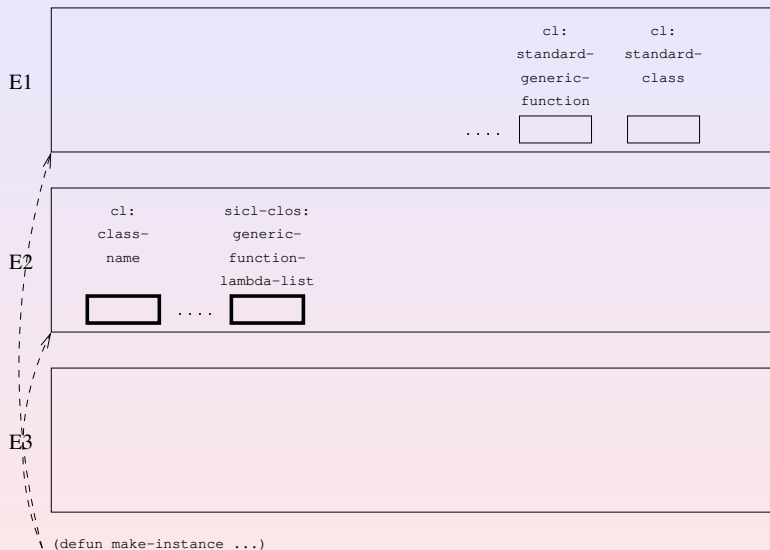 cl: cl:
standard- standard-
generic- class
function
E1
....
cl: sicl-clos:
class- generic-
name function-
lambda-list
E2
....
E3
(defun make-instance ...)